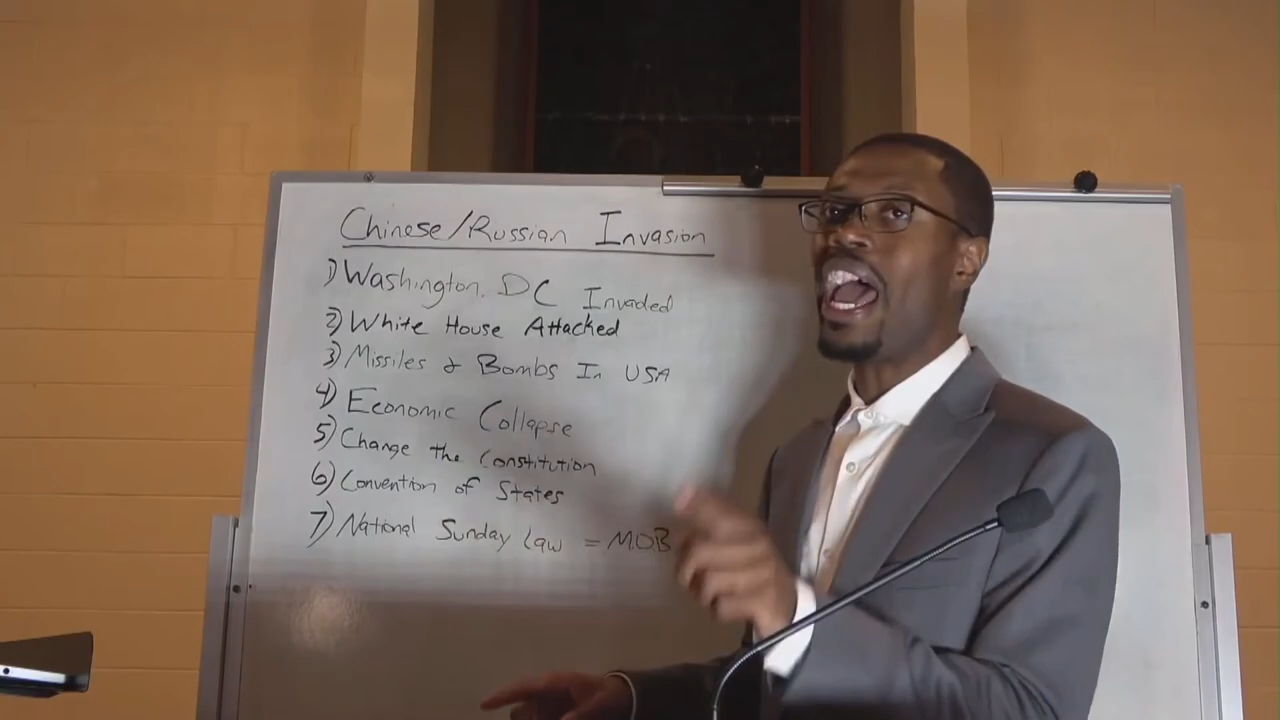 Chinese/Russian Invasion
1) Washington, DC Invaded
2) White House Attacked
3) Missiles & Bombs In USA
4) Economic Collapse
5) Change the Constitution
6) Convention of States
7) National Sunday Law = M.O.B